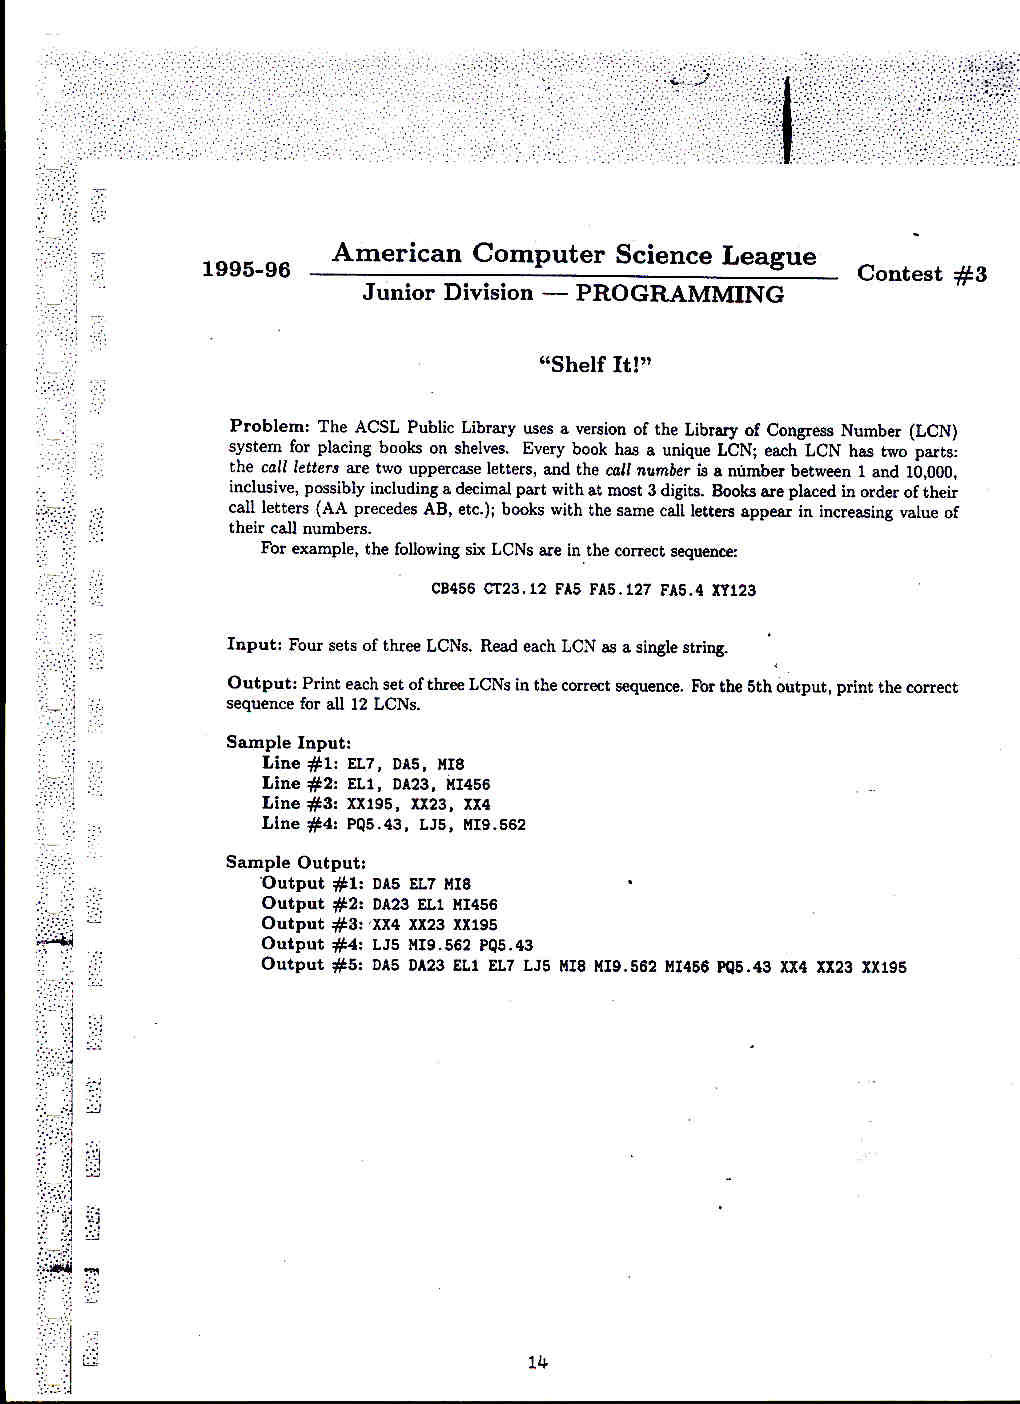 American Computer Science League
1995-96
Contest #3
Junior Division — PROGRAMMING
“Shelf It!”
Problem: The ACSL Public Library uses a version of the Library of Congress Number (LCN)
system for placing books on shelves. Every book has a unique LCN; each LCN has two parts:
the call letters are two uppercase letters, and the call number is a number between 1 and 10,000,
inclusive, possibly including a decimal part with at most 3 digits. Books are placed in order of their
call letters (AA precedes AB, etc.); books with the same call letters appear in increasing value of
their call numbers.
For example, the following six LCNs are in the correct sequence:
CB456 CT23.12 FA5 FA5.127 FA5.4 XY123
Input: Four sets of three LCNs. Read each LCN as a single string.
Output: Print each set of three LCNs in the correct sequence. For the 5th output, print the correct
sequence for all 12 LCNs.
Sample Input:
Line #1: EL7, DA5, MI8
Line #2: EL1, DA23, MI456
Line #3: XX195, XX23, XX4
Line #4: PQ5.43, LJ5, MI9.562
Sample Output:
Output #1: DA5 EL7 MI8
Output #2: DA23 EL1 MI456
Output #3: XX4 XX23 XX195
Output #4: LJ5 MI9.562 PQ5.43
Output #5: DA5 DA23 EL1 EL7 LJ5 MI8 MI9.562 MI456 PQ5.43 XX4 XX23 XX195
14